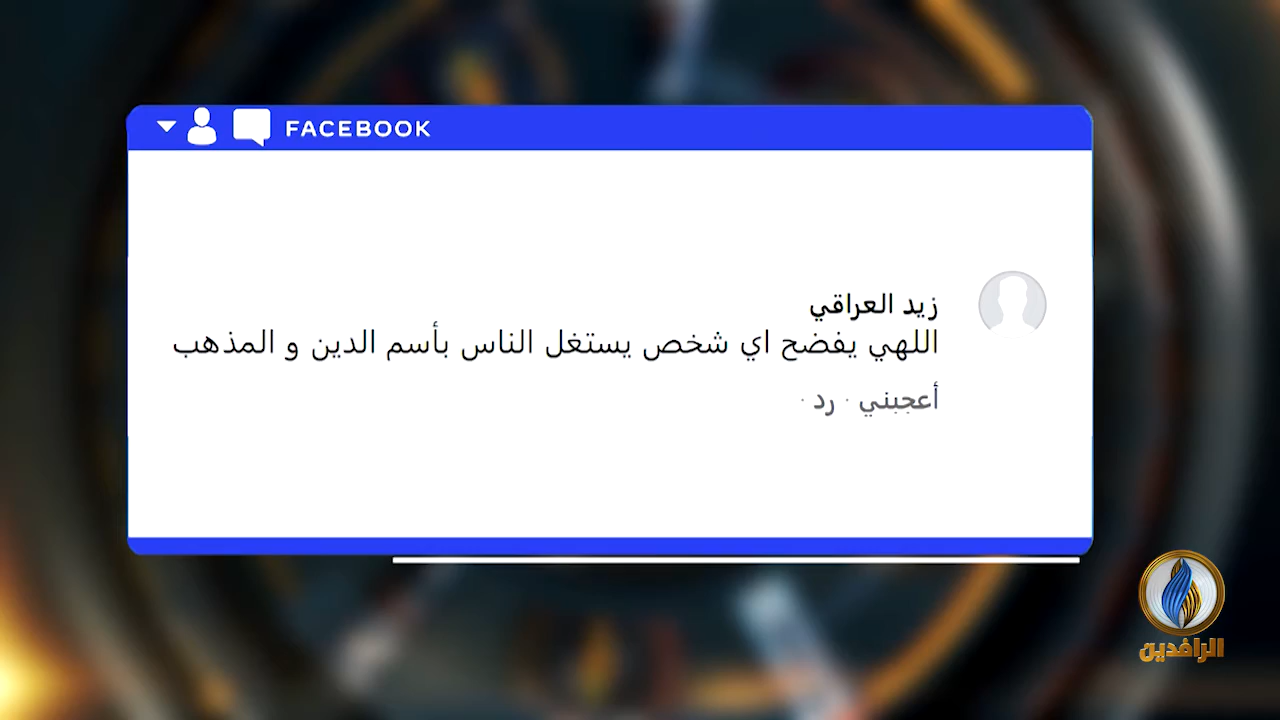 FACEBOOK
زيد العراقي
اللهي يفضح اي شخص يستغل الناس بأسم الدين و المذهب
أعجبني · رد ·
الرافدين